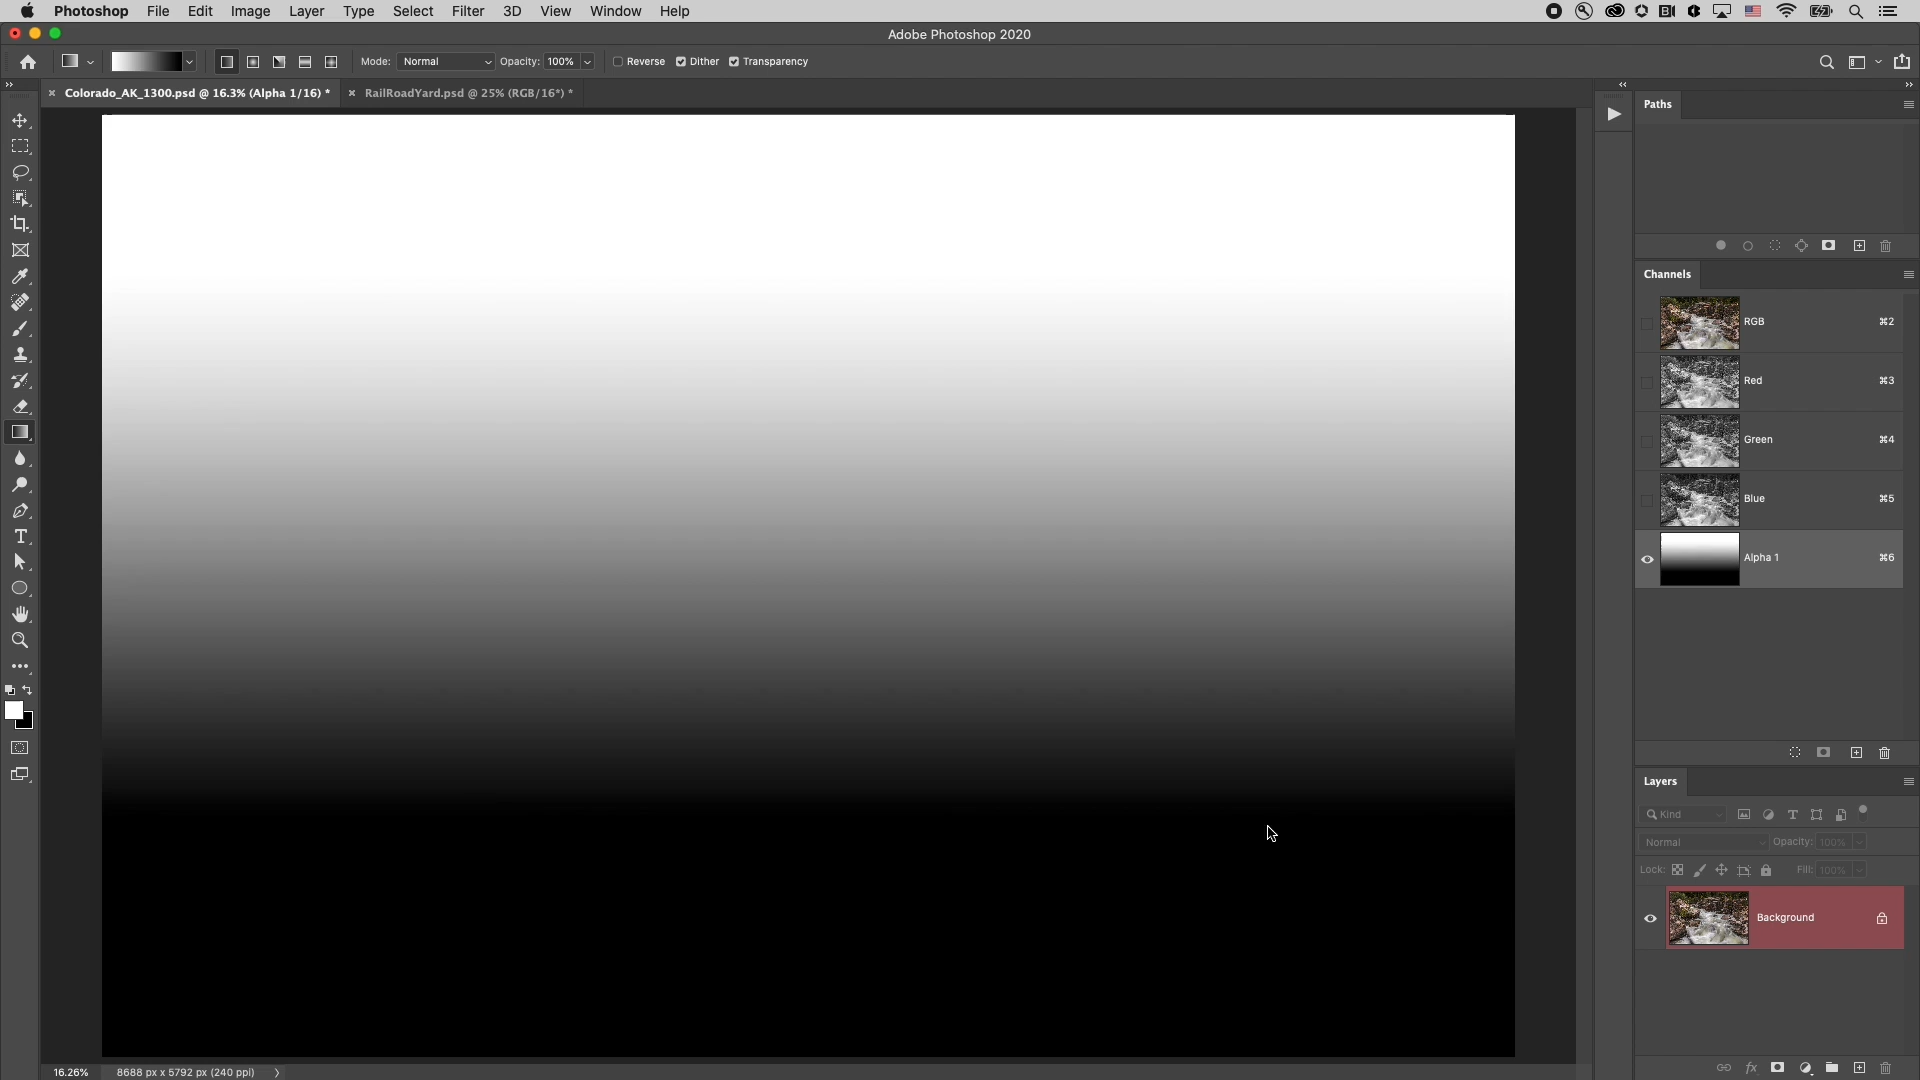 Photoshop File Edit Image Layer Type Select Filter 3D View Window Help
Adobe Photoshop 2020
Mode: Normal Opacity: 100% Reverse Dither Transparency
Colorado_AK_1300.psd @ 16.3% (Alpha 1/16) * RailRoadYard.psd @ 25% (RGB/16*) *
Paths
Channels
RGB ⌘2
Red ⌘3
Green ⌘4
Blue ⌘5
Alpha 1 ⌘6
Layers
Kind
Normal Opacity: 100%
Lock: Fill: 100%
Background
16.26% 8688 px x 5792 px (240 ppi)